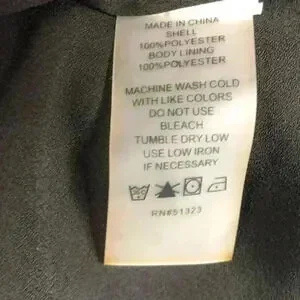 MADE IN CHINA
SHELL
100%POLYESTER
BODY LINING
100%POLYESTER
MACHINE WASH COLD
WITH LIKE COLORS
DO NOT USE
BLEACH
TUMBLE DRY LOW
USE LOW IRON
IF NECESSARY
RN#51323